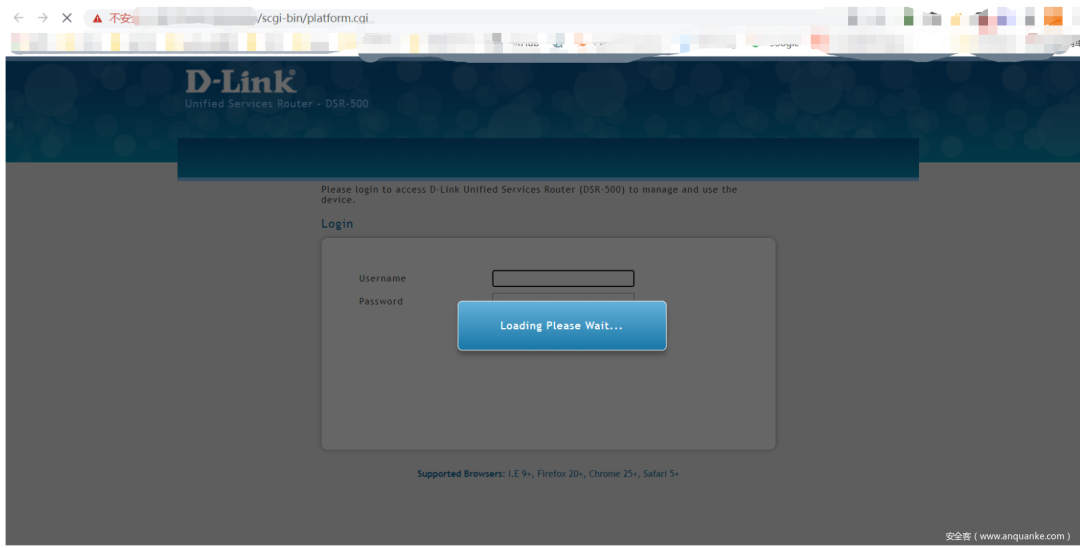 不安
/scgi-bin/platform.cgi
D-Link
Unified Services Router - DSR-500
Please login to access D-Link Unified Services Router (DSR-500) to manage and use the
device.
Login
Username
Password
Loading Please Wait...
Supported Browsers: I.E 9+, Firefox 20+, Chrome 25+, Safari 5+
安全客（www.anquanke.com）